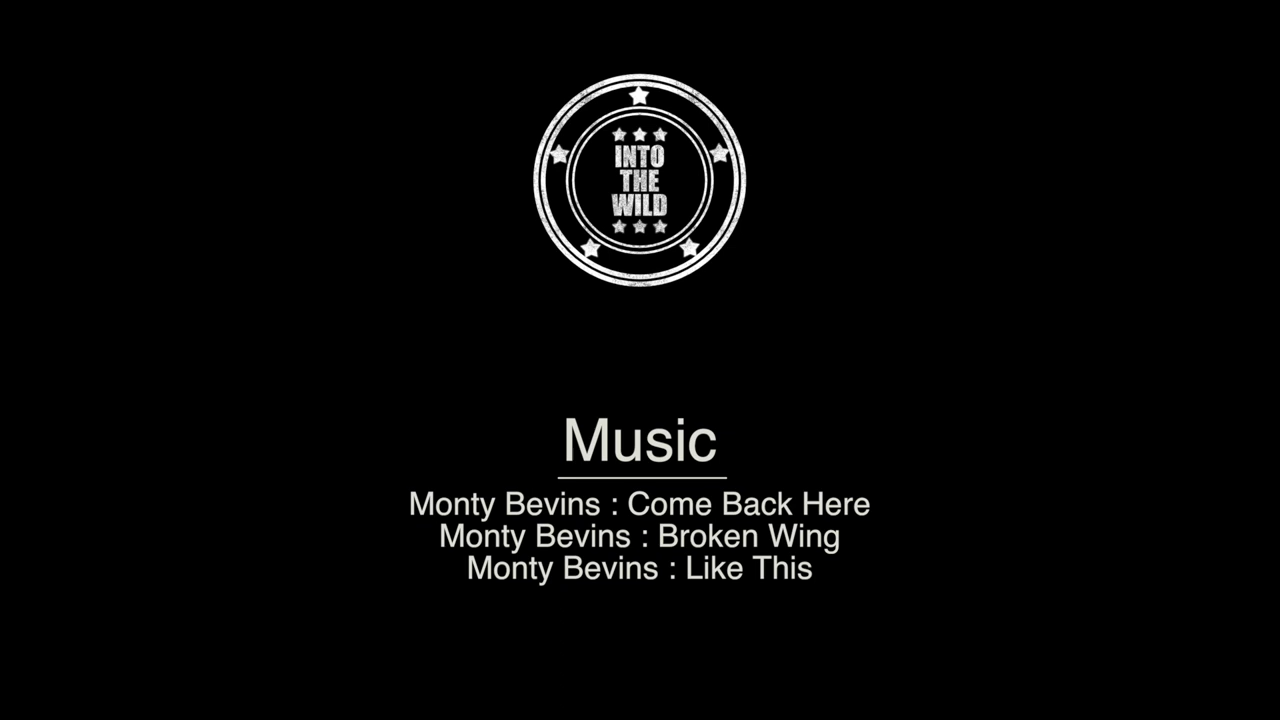 INTO
THE
WILD
Music
Monty Bevins : Come Back Here
Monty Bevins : Broken Wing
Monty Bevins : Like This